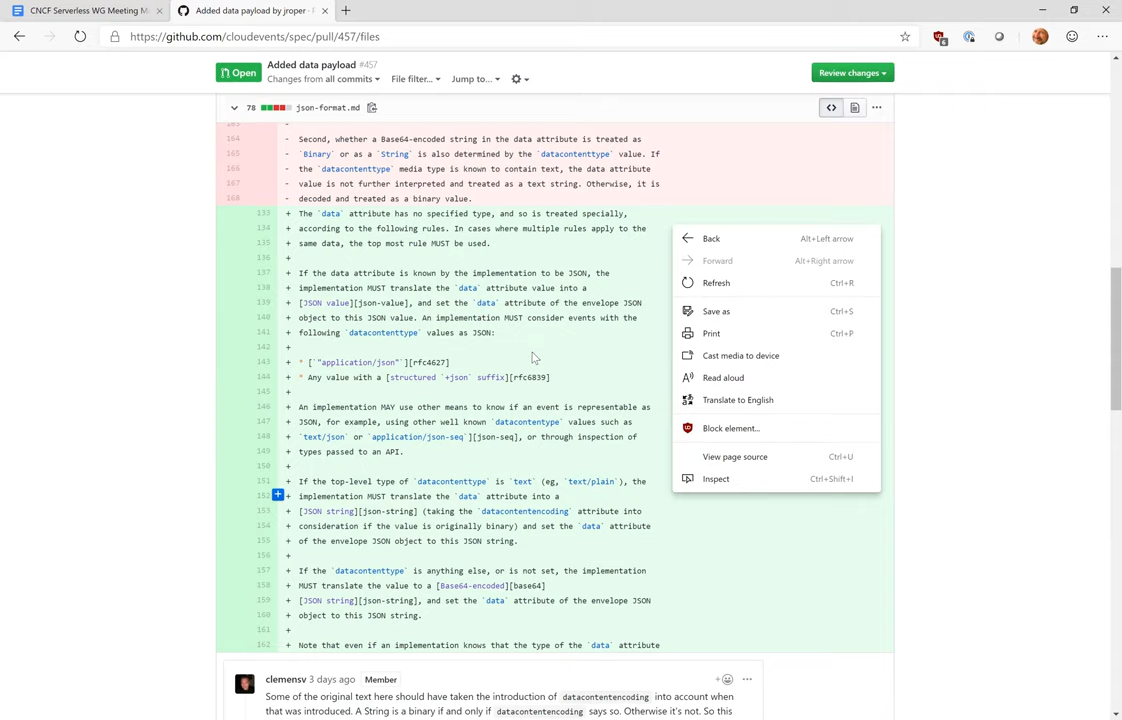 CNCF Serverless WG Meeting M
Added data payload by jroper ·
https://github.com/cloudevents/spec/pull/457/files
6
Open
Added data payload #457
Changes from all commits
File filter...
Jump to...
Review changes
78 json-format.md
163 -
164 - Second, whether a Base64-encoded string in the data attribute is treated as
165 - `Binary` or as a `String` is also determined by the `datacontenttype` value. If
166 - the `datacontenttype` media type is known to contain text, the data attribute
167 - value is not further interpreted and treated as a text string. Otherwise, it is
168 - decoded and treated as a binary value.
133 + The `data` attribute has no specified type, and so is treated specially,
134 + according to the following rules. In cases where multiple rules apply to the
135 + same data, the top most rule MUST be used.
136 +
137 + If the data attribute is known by the implementation to be JSON, the
138 + implementation MUST translate the `data` attribute value into a
139 + [JSON value][json-value], and set the `data` attribute of the envelope JSON
140 + object to this JSON value. An implementation MUST consider events with the
141 + following `datacontenttype` values as JSON:
142 +
143 + * [`"application/json"`][rfc4627]
144 + * Any value with a [structured `+json` suffix][rfc6839]
145 +
146 + An implementation MAY use other means to know if an event is representable as
147 + JSON, for example, using other well known `datacontentype` values such as
148 + `text/json` or `application/json-seq`][json-seq], or through inspection of
149 + types passed to an API.
150 +
151 + If the top-level type of `datacontenttype` is `text` (eg, `text/plain`), the
152 + implementation MUST translate the `data` attribute into a
153 + [JSON string][json-string] (taking the `datacontentencoding` attribute into
154 + consideration if the value is originally binary) and set the `data` attribute
155 + of the envelope JSON object to this JSON string.
156 +
157 + If the `datacontenttype` is anything else, or is not set, the implementation
158 + MUST translate the value to a [Base64-encoded][base64]
159 + [JSON string][json-string], and set the `data` attribute of the envelope JSON
160 + object to this JSON string.
161 +
162 + Note that even if an implementation knows that the type of the `data` attribute
Back Alt+Left arrow
Forward Alt+Right arrow
Refresh Ctrl+R
Save as Ctrl+S
Print Ctrl+P
Cast media to device
Read aloud
Translate to English
Block element...
View page source Ctrl+U
Inspect Ctrl+Shift+I
clemensv 3 days ago Member
Some of the original text here should have taken the introduction of datacontentencoding into account when
that was introduced. A String is a binary if and only if datacontentencoding says so. Otherwise it's not. So this